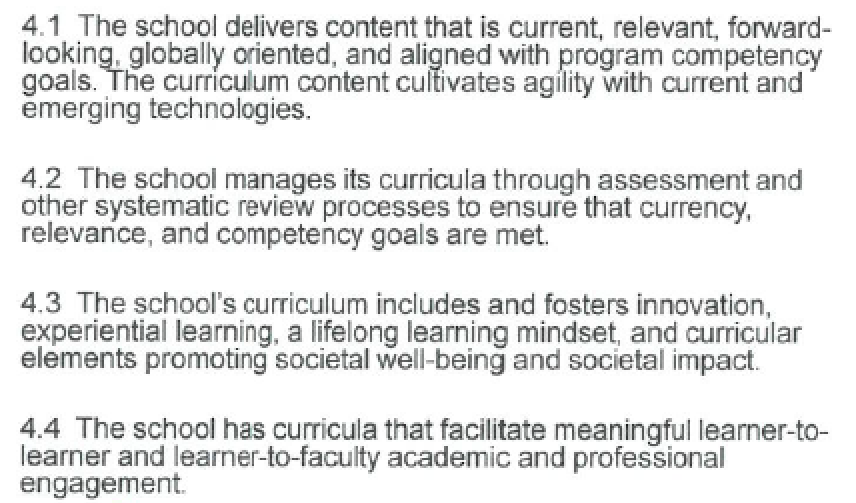 4.1 The school delivers content that is current, relevant, forward-
looking, globally oriented, and aligned with program competency
goals. The curriculum content cultivates agility with current and
emerging technologies.
4.2 The school manages its curricula through assessment and
other systematic review processes to ensure that currency,
relevance, and competency goals are met.
4.3 The school's curriculum includes and fosters innovation,
experiential learning, a lifelong learning mindset, and curricular
elements promoting societal well-being and societal impact.
4.4 The school has curricula that facilitate meaningful learner-to-
learner and learner-to-faculty academic and professional
engagement.